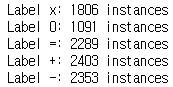 Label x: 1806 instances
Label 0: 1091 instances
Label =: 2289 instances
Label +: 2403 instances
Label -: 2353 instances